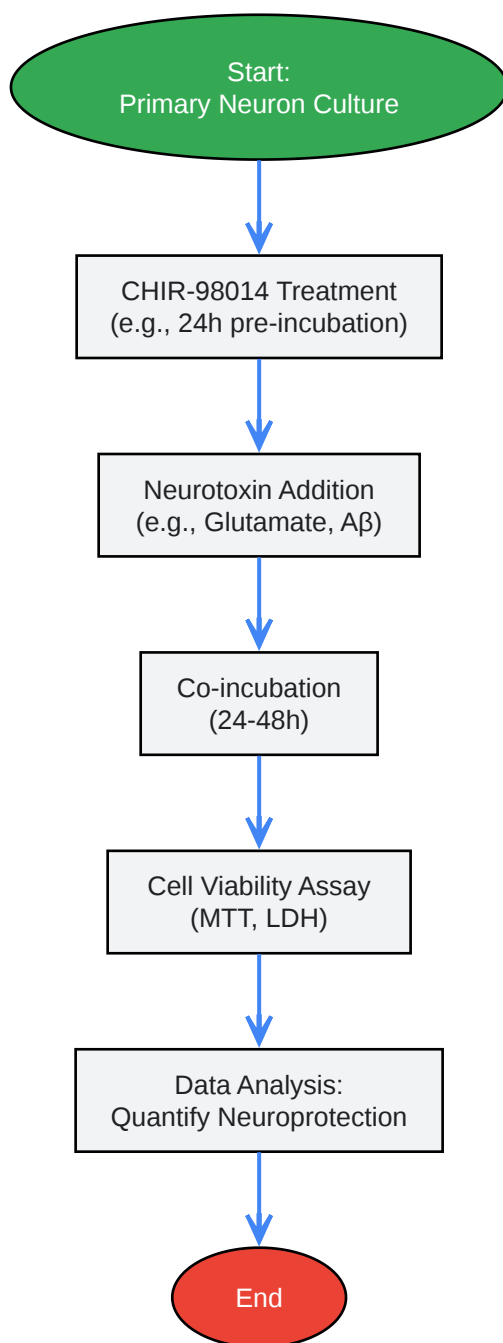 Start:
Primary Neuron Culture
CHIR-98014 Treatment
(e.g., 24h pre-incubation)
Neurotoxin Addition
(e.g., Glutamate, Aβ)
Co-incubation
(24-48h)
Cell Viability Assay
(MTT, LDH)
Data Analysis:
Quantify Neuroprotection
End